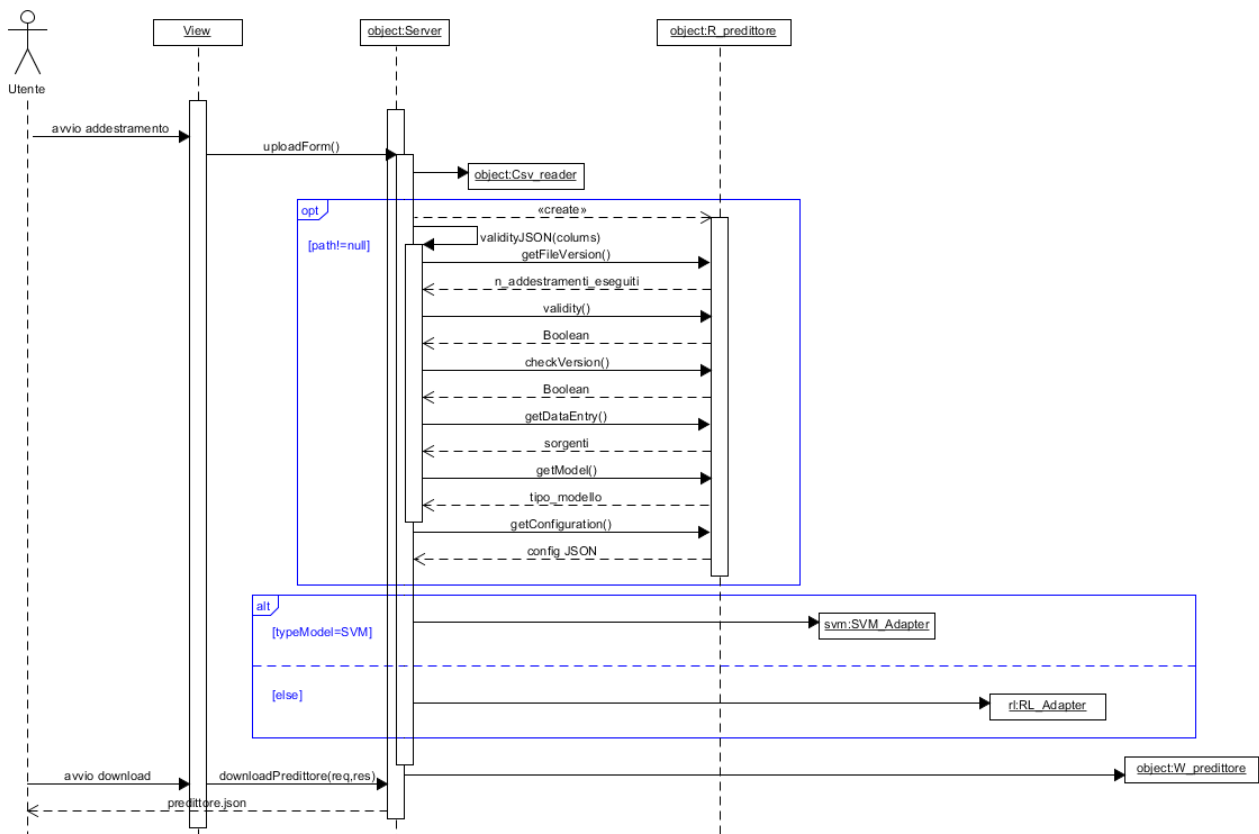 View
object:Server
object:R_predittore
Utente
avvio addestramento
uploadForm()
object:Csv_reader
opt
«create»
[path!=null]
validityJSON(colums)
getFileVersion()
n_addestramenti_eseguiti
validity()
Boolean
checkVersion()
Boolean
getDataEntry()
sorgenti
getModel()
tipo_modello
getConfiguration()
config JSON
alt
[typeModel=SVM]
svm:SVM_Adapter
[else]
rl:RL_Adapter
avvio download
downloadPredittore(req,res)
object:W_predittore
predittore.json